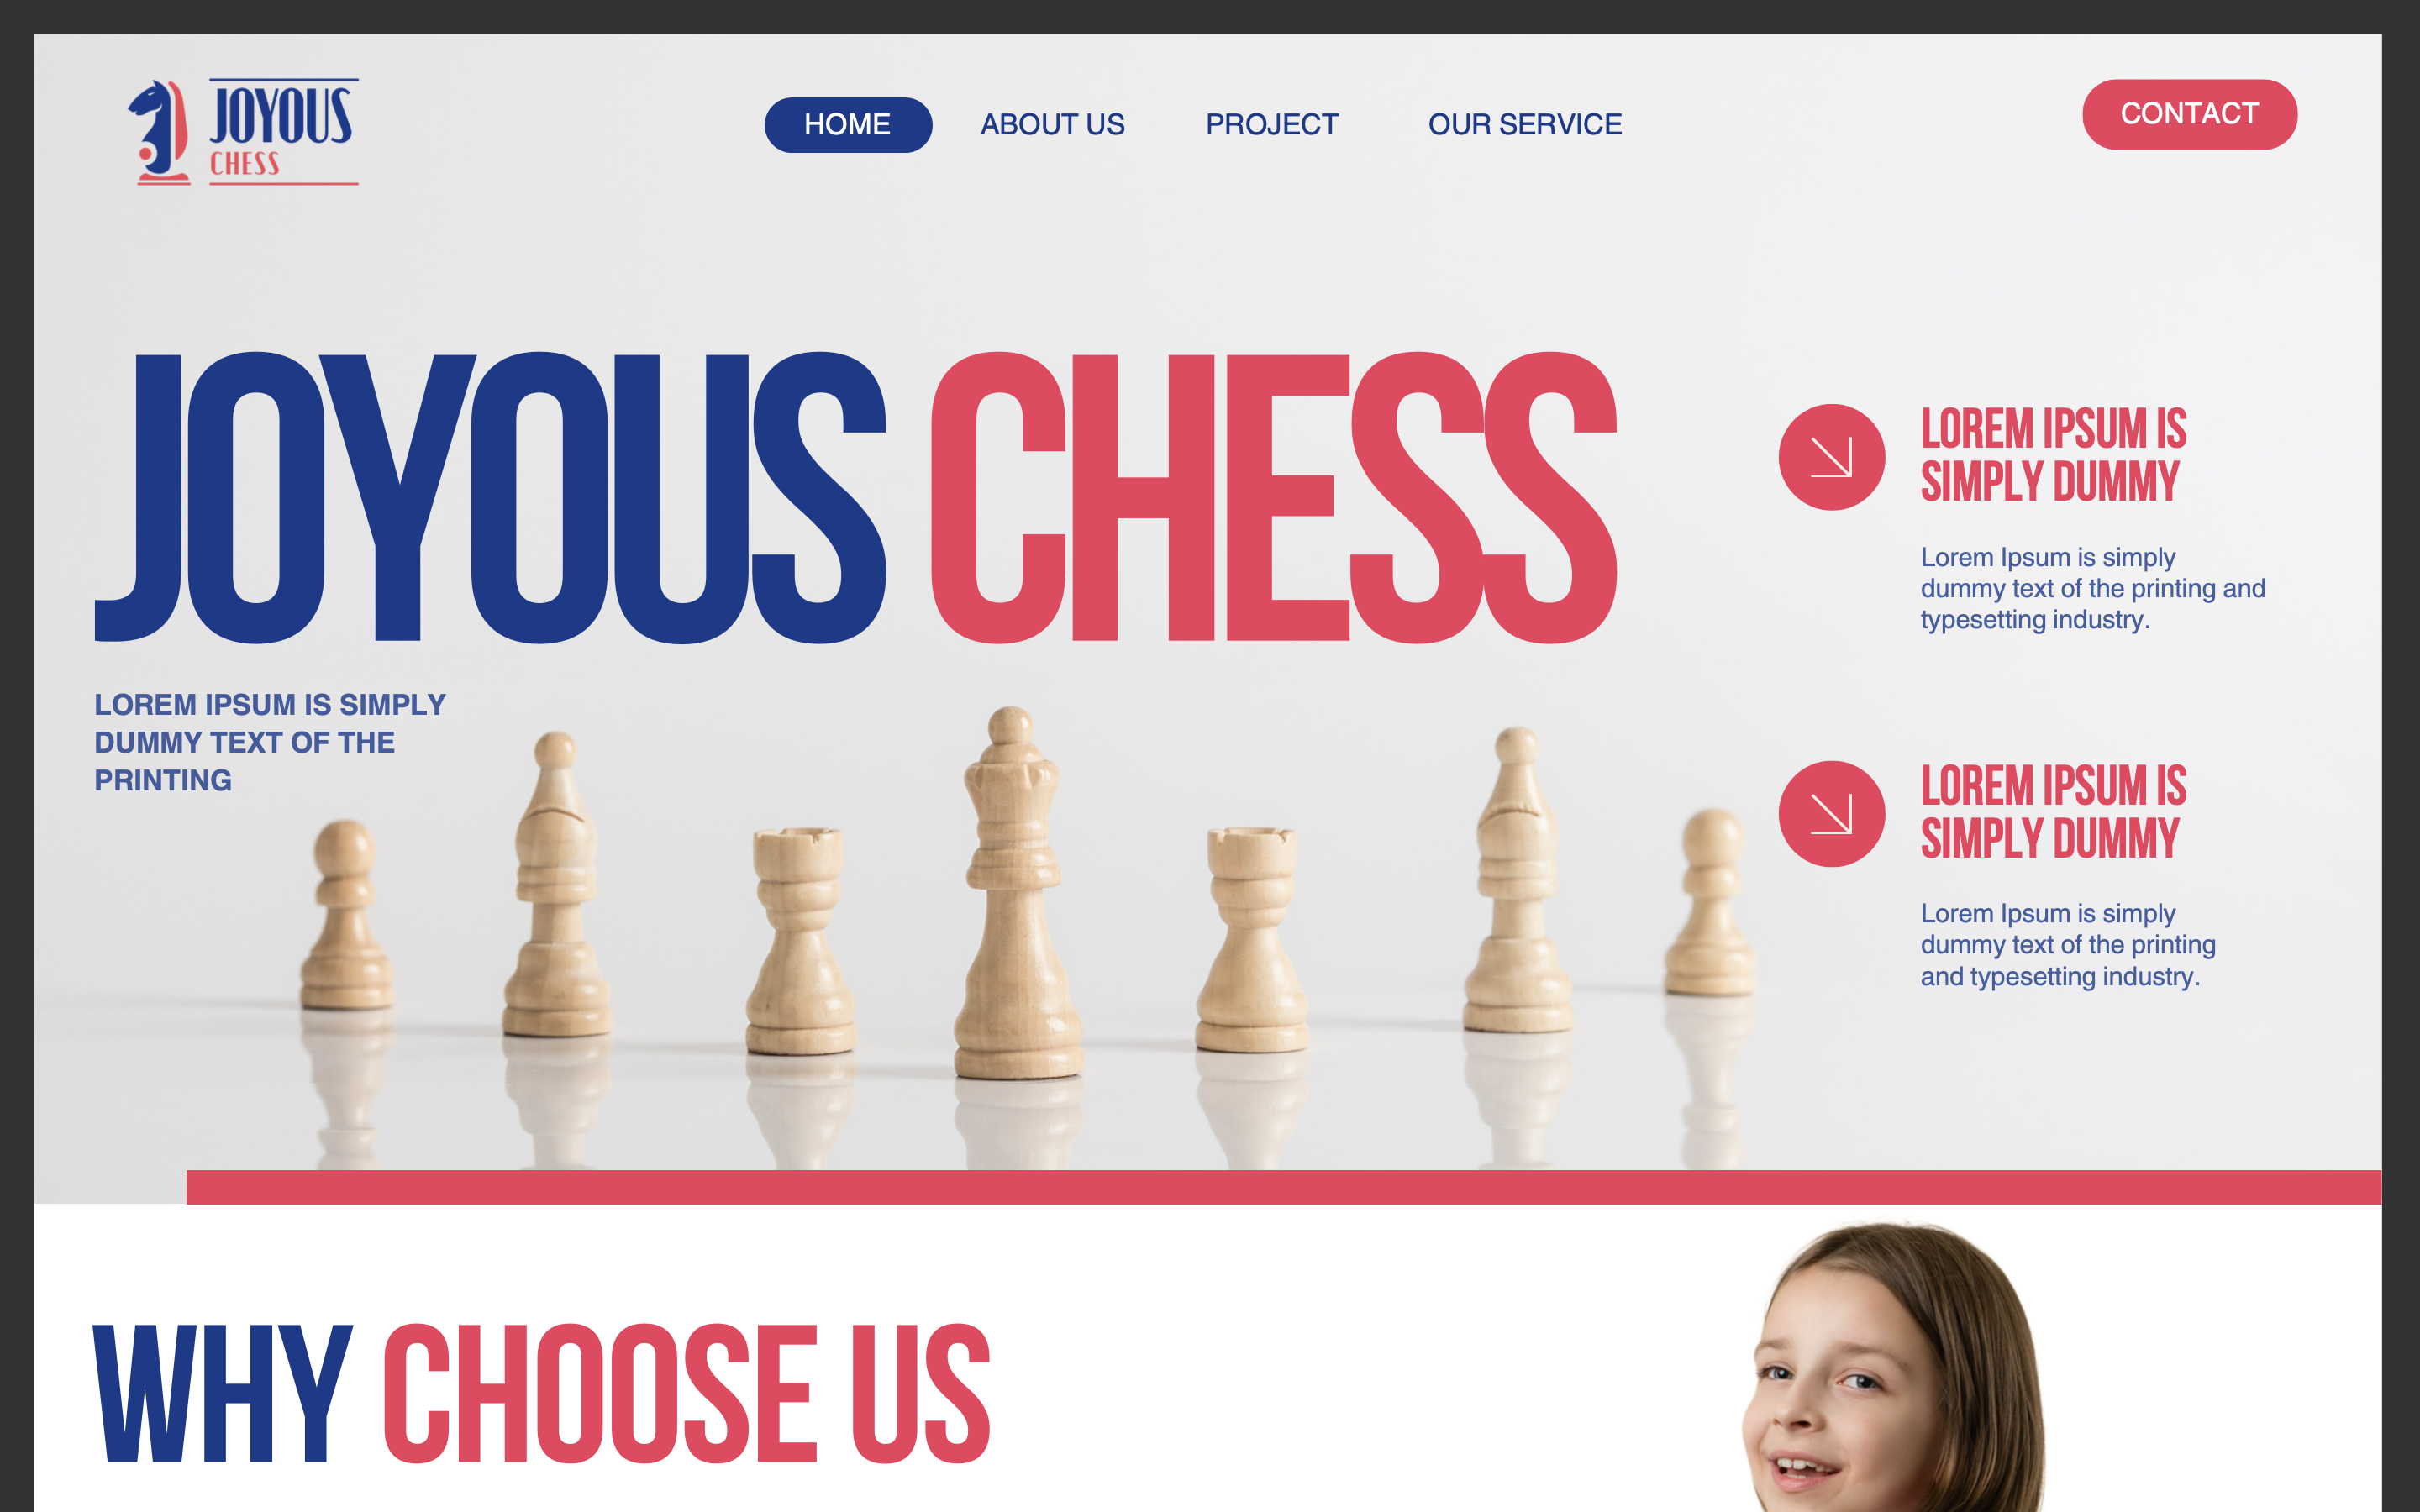 JOYOUS
CHESS
HOME
ABOUT US
PROJECT
OUR SERVICE
CONTACT
JOYOUS CHESS
LOREM IPSUM IS SIMPLY
DUMMY TEXT OF THE
PRINTING
LOREM IPSUM IS
SIMPLY DUMMY
Lorem Ipsum is simply
dummy text of the printing and
typesetting industry.
LOREM IPSUM IS
SIMPLY DUMMY
Lorem Ipsum is simply
dummy text of the printing
and typesetting industry.
WHY CHOOSE US